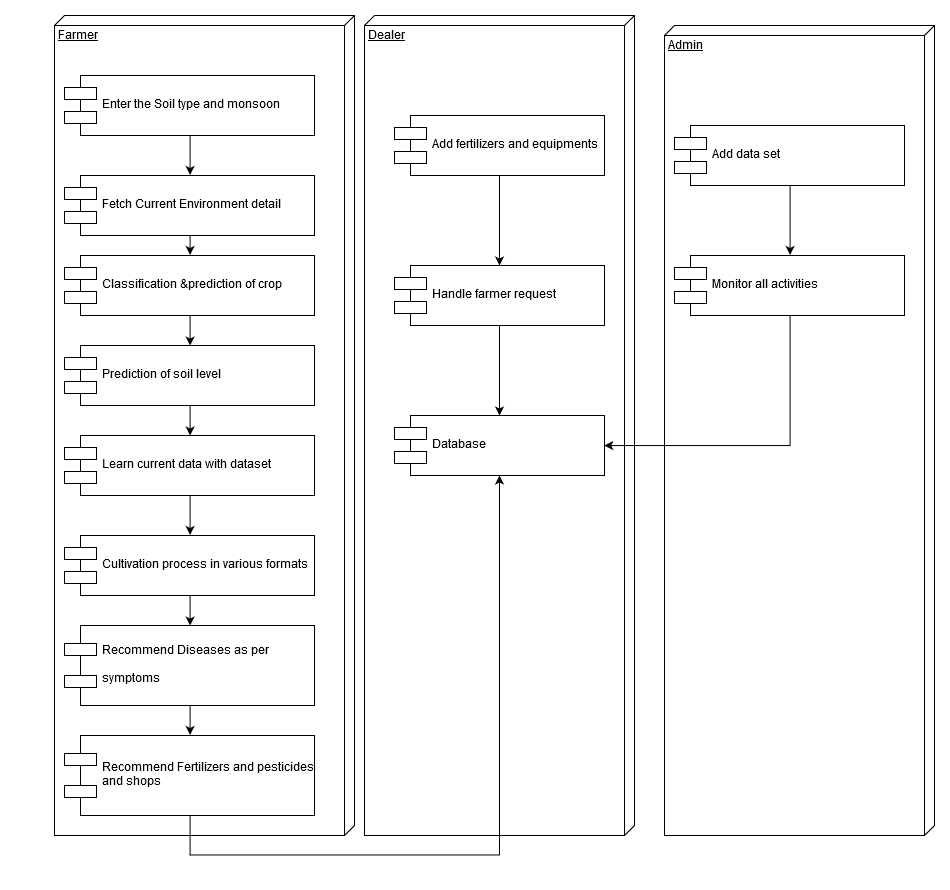 Farmer
Enter the Soil type and monsoon
Fetch Current Environment detail
Classification &prediction of crop
Prediction of soil level
Learn current data with dataset
Cultivation process in various formats
Recommend Diseases as per
symptoms
Recommend Fertilizers and pesticides
and shops
Dealer
Add fertilizers and equipments
Handle farmer request
Database
Admin
Add data set
Monitor all activities